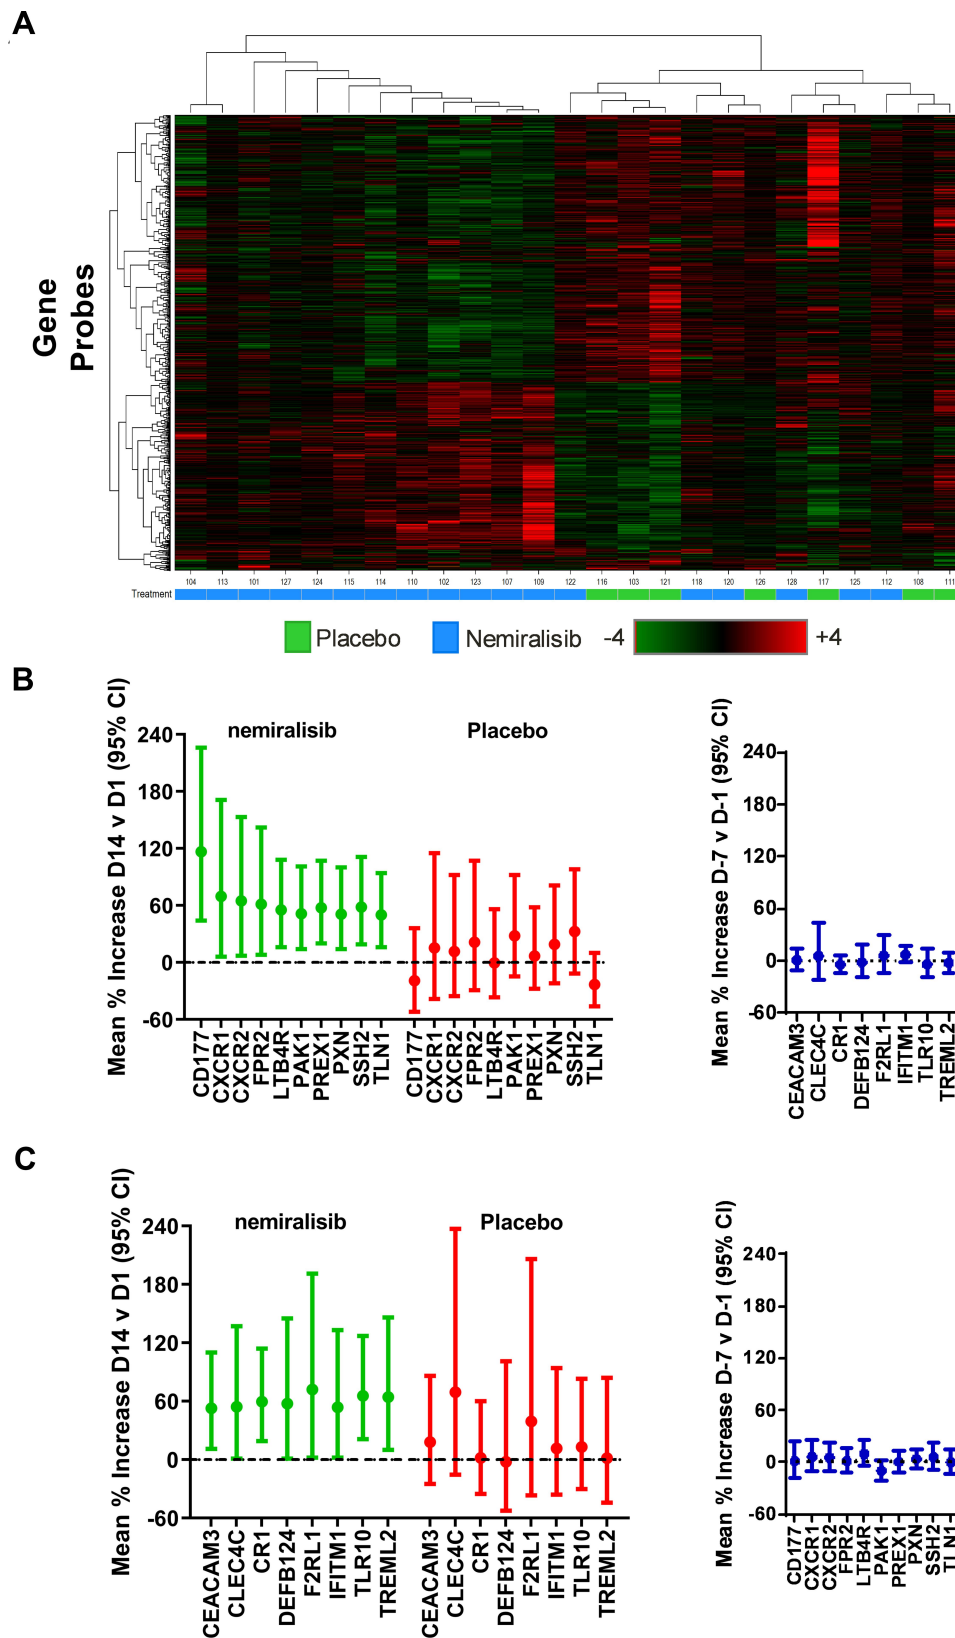 A
Gene
Probes
104 113 101 127 124 115 114 110 102 123 107 109 122 116 103 121 118 120 126 128 117 125 112 108 111
Treatment
Placebo Nemiralisib -4 +4
B
Mean % Increase D14 v D1 (95% CI)
nemiralisib Placebo
240
180
120
60
0
-60
CD177 CXCR1 CXCR2 FPR2 LTB4R PAK1 PREX1 PXN SSH2 TLN1 CD177 CXCR1 CXCR2 FPR2 LTB4R PAK1 PREX1 PXN SSH2 TLN1
Mean % Increase D-7 v D-1 (95% CI)
240
180
120
60
0
-60
CEACAM3 CLEC4C CR1 DEFB124 F2RL1 IFITM1 TLR10 TREML2
C
Mean % Increase D14 v D1 (95% CI)
nemiralisib Placebo
240
180
120
60
0
-60
CEACAM3 CLEC4C CR1 DEFB124 F2RL1 IFITM1 TLR10 TREML2 CEACAM3 CLEC4C CR1 DEFB124 F2RL1 IFITM1 TLR10 TREML2
Mean % Increase D-7 v D-1 (95% CI)
240
180
120
60
0
-60
CD177 CXCR1 CXCR2 FPR2 LTB4R PAK1 PREX1 PXN SSH2 TLN1